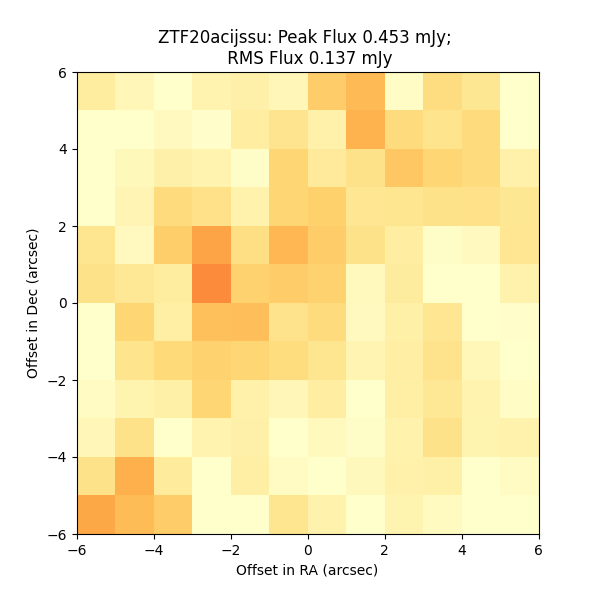 ZTF20acijssu: Peak Flux 0.453 mJy;
RMS Flux 0.137 mJy
6
4
2
0
−2
−4
−6
Offset in Dec (arcsec)
−6 −4 −2 0 2 4 6
Offset in RA (arcsec)